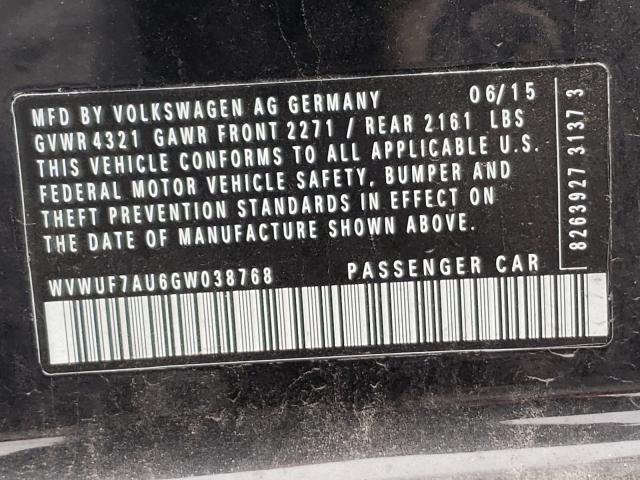 MFD BY VOLKSWAGEN AG GERMANY 06/15
GVWR 4321 GAWR FRONT 2271 / REAR 2161 LBS
THIS VEHICLE CONFORMS TO ALL APPLICABLE U.S.
FEDERAL MOTOR VEHICLE SAFETY, BUMPER AND
THEFT PREVENTION STANDARDS IN EFFECT ON
THE DATE OF MANUFACTURE SHOWN ABOVE.
WVWUF7AU6GW038768 PASSENGER CAR
8263927 3137 3